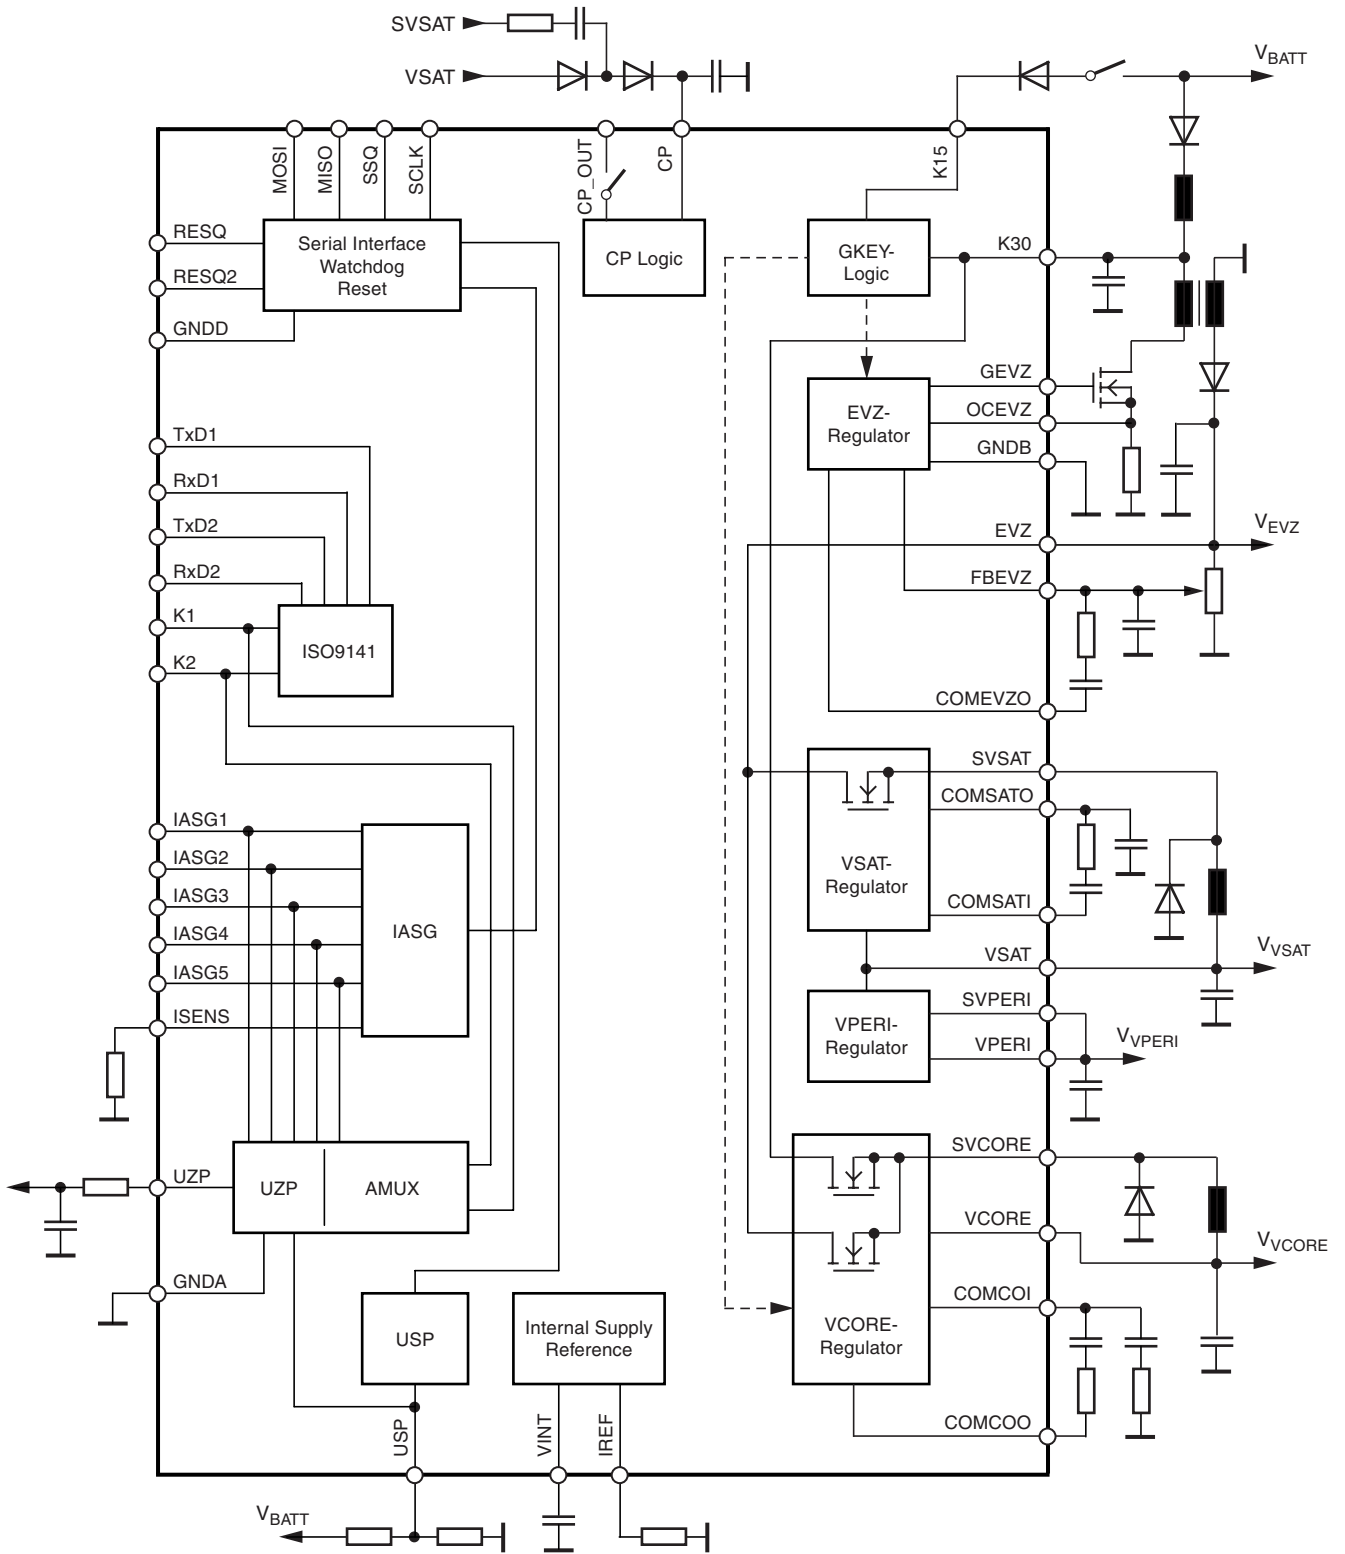 SVSAT
VSAT
VBATT
MOSI
MISO
SSQ
SCLK
CP_OUT
CP
K15
RESQ
RESQ2
GNDD
Serial Interface
Watchdog
Reset
CP Logic
GKEY-
Logic
K30
TxD1
RxD1
TxD2
RxD2
K1
K2
ISO9141
EVZ-
Regulator
GEVZ
OCEVZ
GNDB
EVZ
VEVZ
FBEVZ
COMEVZO
IASG1
IASG2
IASG3
IASG4
IASG5
ISENS
IASG
VSAT-
Regulator
SVSAT
COMSATO
COMSATI
VSAT
VVSAT
VPERI-
Regulator
SVPERI
VPERI
VVPERI
UZP
UZP
AMUX
GNDA
USP
Internal Supply
Reference
VCORE-
Regulator
SVCORE
VCORE
VVCORE
COMCOI
COMCOO
USP
VINT
IREF
VBATT